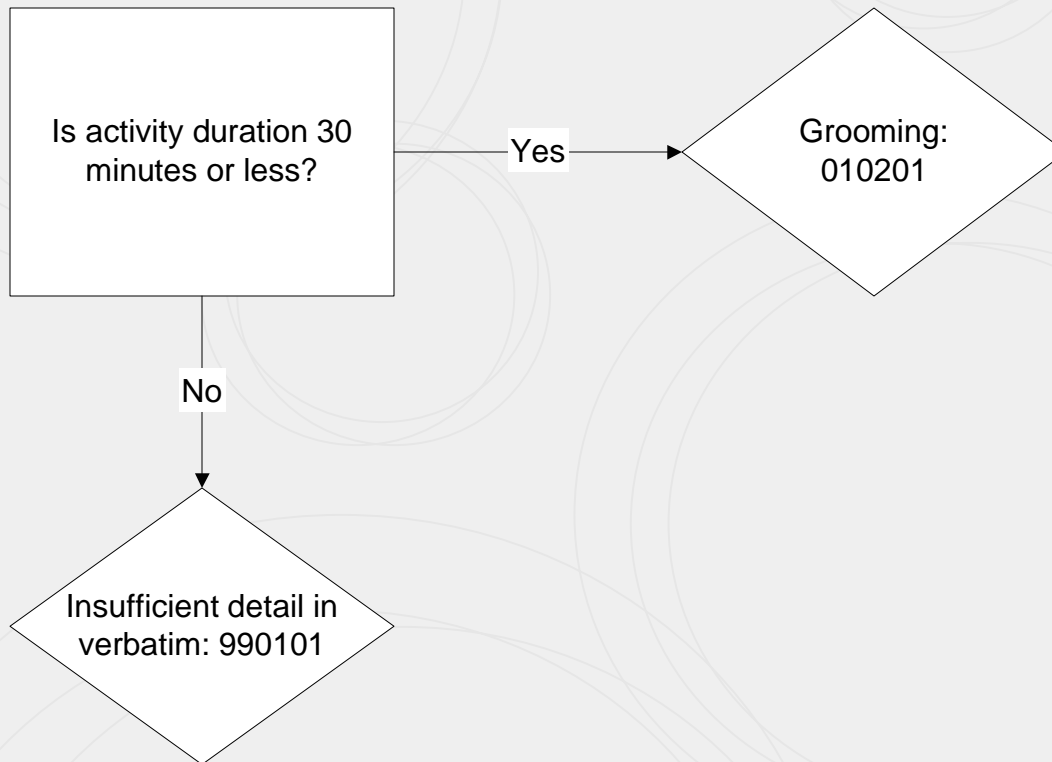 Is activity duration 30
minutes or less?
Yes
Grooming:
010201
No
Insufficient detail in
verbatim: 990101